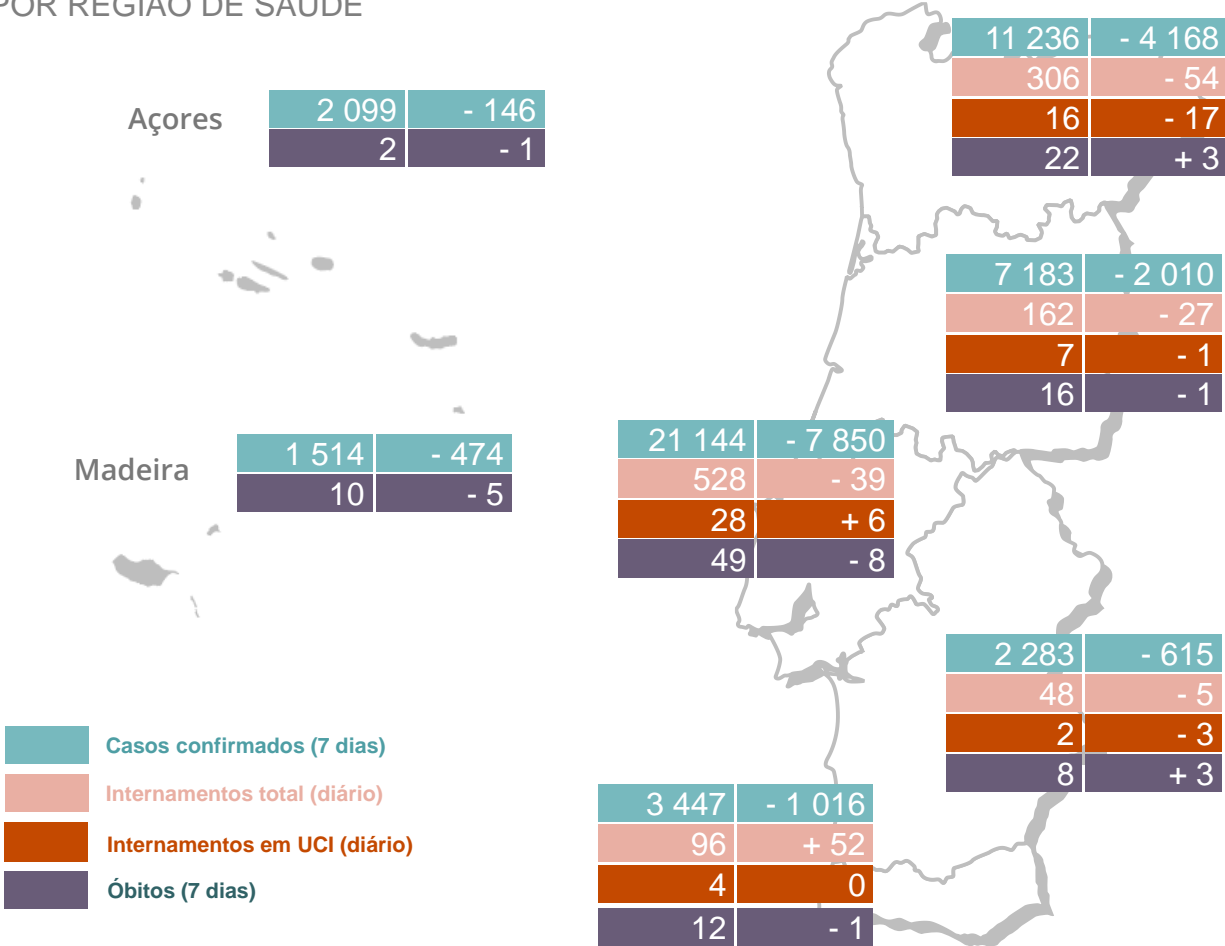 POR REGIÃO DE SAÚDE
11 236 - 4 168
306 - 54
16 - 17
22 + 3
Açores
2 099 - 146
2 - 1
7 183 - 2 010
162 - 27
7 - 1
16 - 1
Madeira
1 514 - 474
10 - 5
21 144 - 7 850
528 - 39
28 + 6
49 - 8
2 283 - 615
48 - 5
2 - 3
8 + 3
Casos confirmados (7 dias)
Internamentos total (diário)
Internamentos em UCI (diário)
Óbitos (7 dias)
3 447 - 1 016
96 + 52
4 0
12 - 1